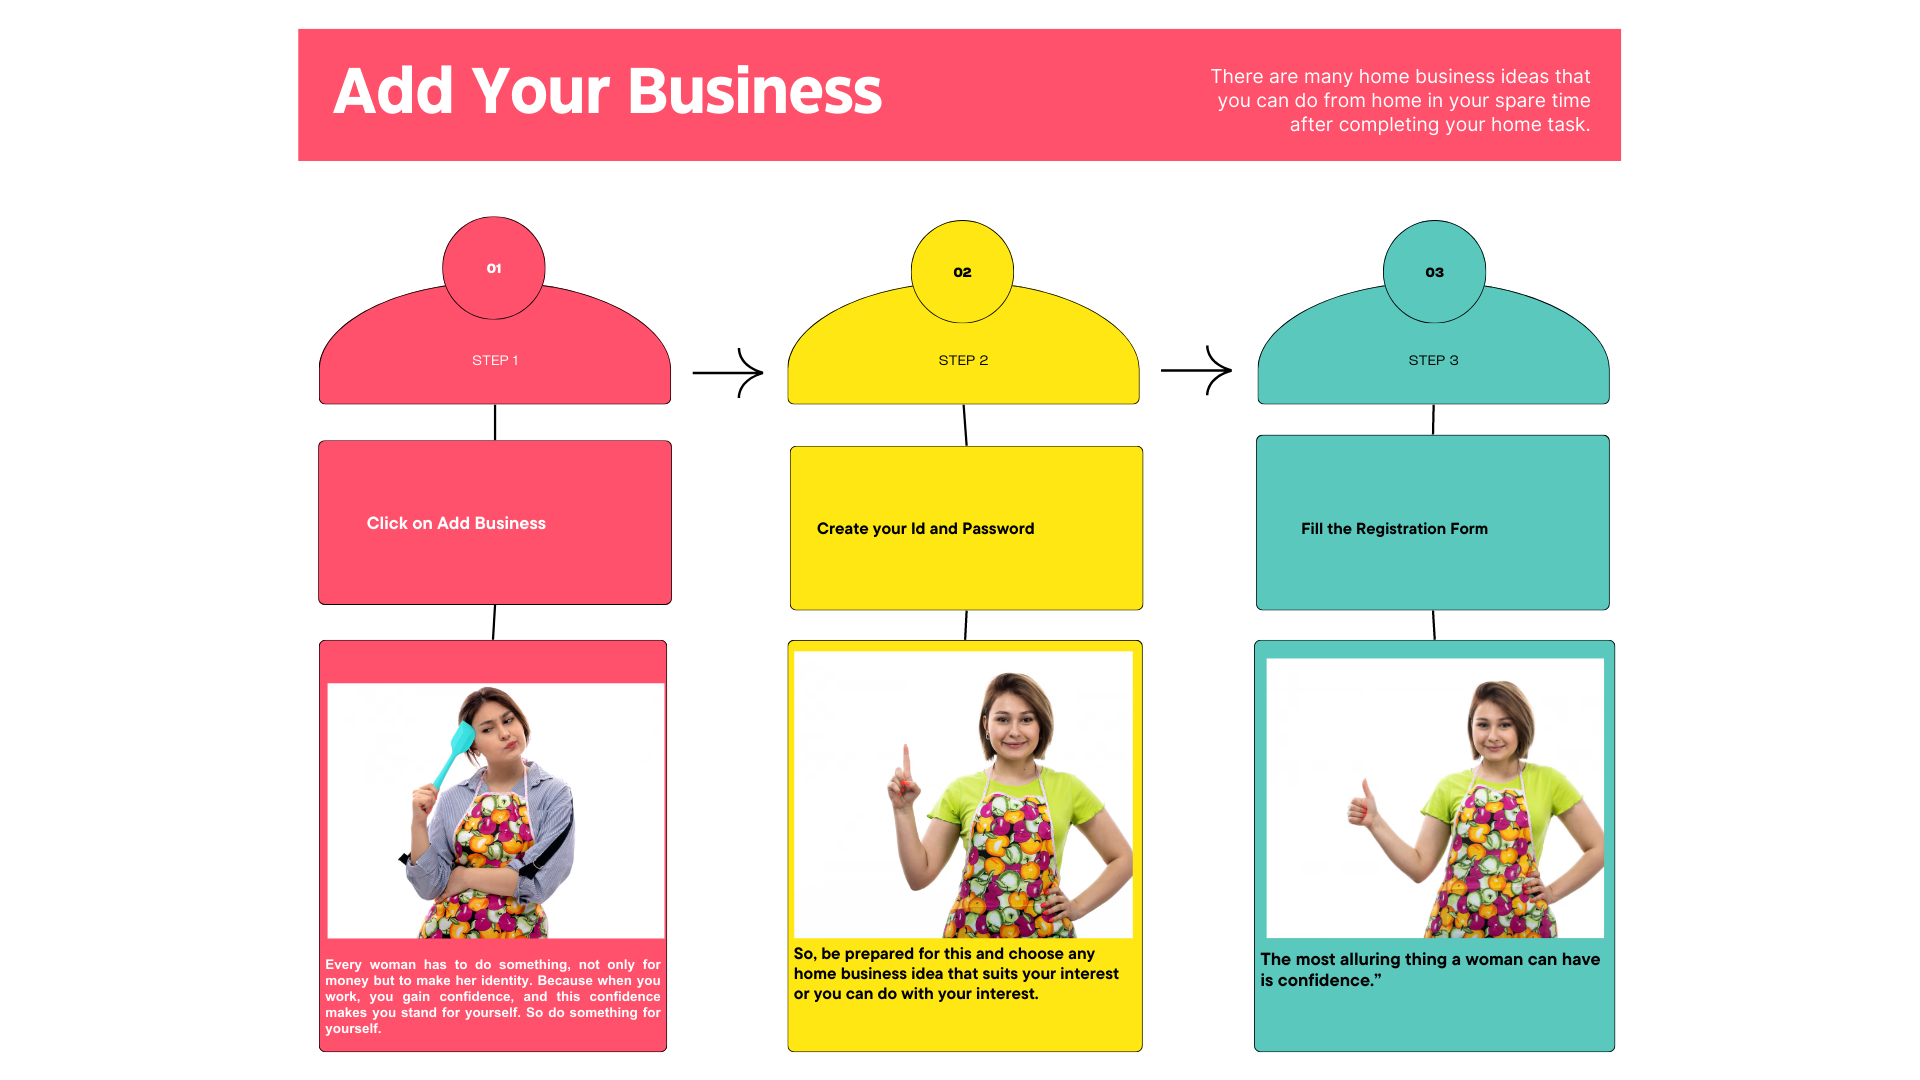 Add Your Business
There are many home business ideas that
you can do from home in your spare time
after completing your home task.
01
STEP 1
Click on Add Business
Every woman has to do something, not only for
money but to make her identity. Because when you
work, you gain confidence, and this confidence
makes you stand for yourself. So do something for
yourself.
02
STEP 2
Create your Id and Password
So, be prepared for this and choose any
home business idea that suits your interest
or you can do with your interest.
03
STEP 3
Fill the Registration Form
The most alluring thing a woman can have
is confidence.”